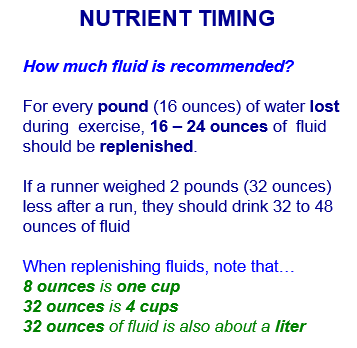 NUTRIENT TIMING
How much fluid is recommended?
For every pound (16 ounces) of water lost
during exercise, 16 – 24 ounces of fluid
should be replenished.
If a runner weighed 2 pounds (32 ounces)
less after a run, they should drink 32 to 48
ounces of fluid
When replenishing fluids, note that…
8 ounces is one cup
32 ounces is 4 cups
32 ounces of fluid is also about a liter